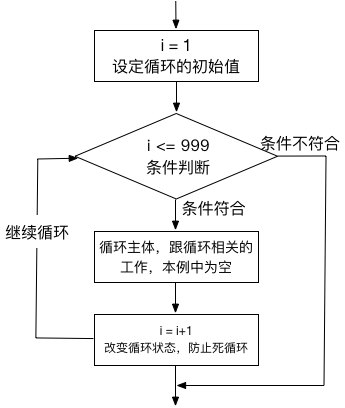 i = 1
设定循环的初始值
i <= 999
条件判断
条件不符合
条件符合
继续循环
循环主体，跟循环相关的
工作，本例中为空
i = i+1
改变循环状态，防止死循环